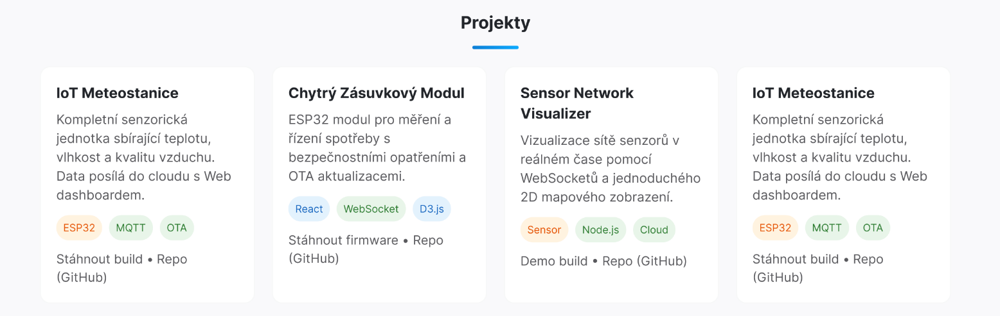 Projekty
IoT Meteostanice
Kompletní senzorická
jednotka sbírající teplotu,
vlhkost a kvalitu vzduchu.
Data posílá do cloudu s Web
dashboardem.
ESP32 MQTT OTA
Stáhnout build • Repo
(GitHub)
Chytrý Zásuvkový Modul
ESP32 modul pro měření a
řízení spotřeby s
bezpečnostními opatřeními a
OTA aktualizacemi.
React WebSocket D3.js
Stáhnout firmware • Repo
(GitHub)
Sensor Network
Visualizer
Vizualizace sítě senzorů v
reálném čase pomocí
WebSocketů a jednoduchého
2D mapového zobrazení.
Sensor Node.js Cloud
Demo build • Repo (GitHub)
IoT Meteostanice
Kompletní senzorická
jednotka sbírající teplotu,
vlhkost a kvalitu vzduchu.
Data posílá do cloudu s Web
dashboardem.
ESP32 MQTT OTA
Stáhnout build • Repo
(GitHub)